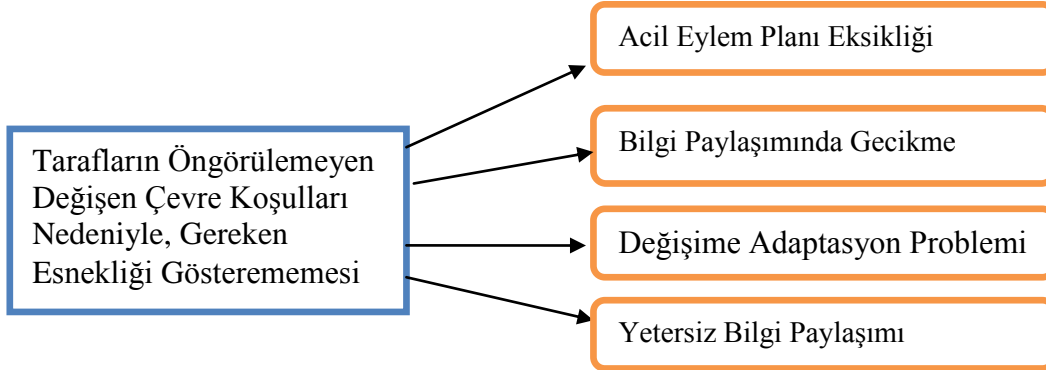 Acil Eylem Planı Eksikliği
Bilgi Paylaşımında Gecikme
Tarafların Öngörülemeyen
Değişen Çevre Koşulları
Nedeniyle, Gereken
Esnekliği Gösterememesi
Değişime Adaptasyon Problemi
Yetersiz Bilgi Paylaşımı